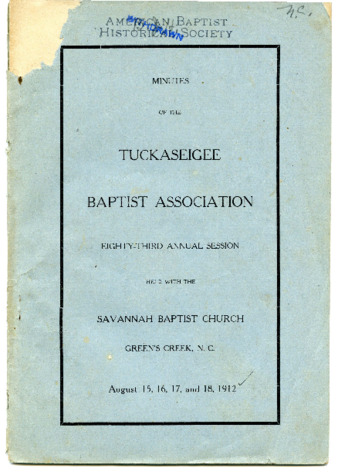 N.C.
AMERICAN BAPTIST
HISTORICAL SOCIETY
WITHDRAWN
MINUTES
OF THE
TUCKASEIGEE
BAPTIST ASSOCIATION
EIGHTY-THIRD ANNUAL SESSION
HELD WITH THE
SAVANNAH BAPTIST CHURCH
GREEN'S CREEK, N. C.
August 15, 16, 17, and 18, 1912